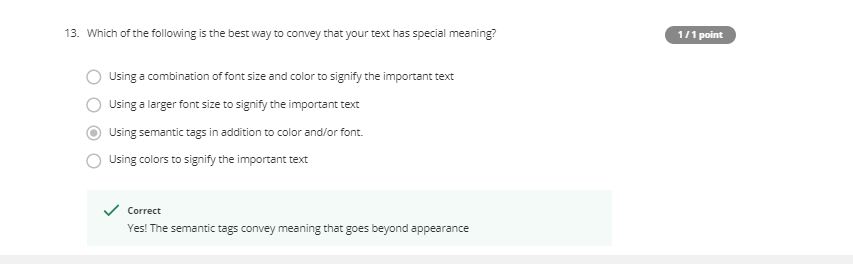 13. Which of the following is the best way to convey that your text has special meaning?
1 / 1 point
Using a combination of font size and color to signify the important text
Using a larger font size to signify the important text
Using semantic tags in addition to color and/or font.
Using colors to signify the important text
Correct
Yes! The semantic tags convey meaning that goes beyond appearance